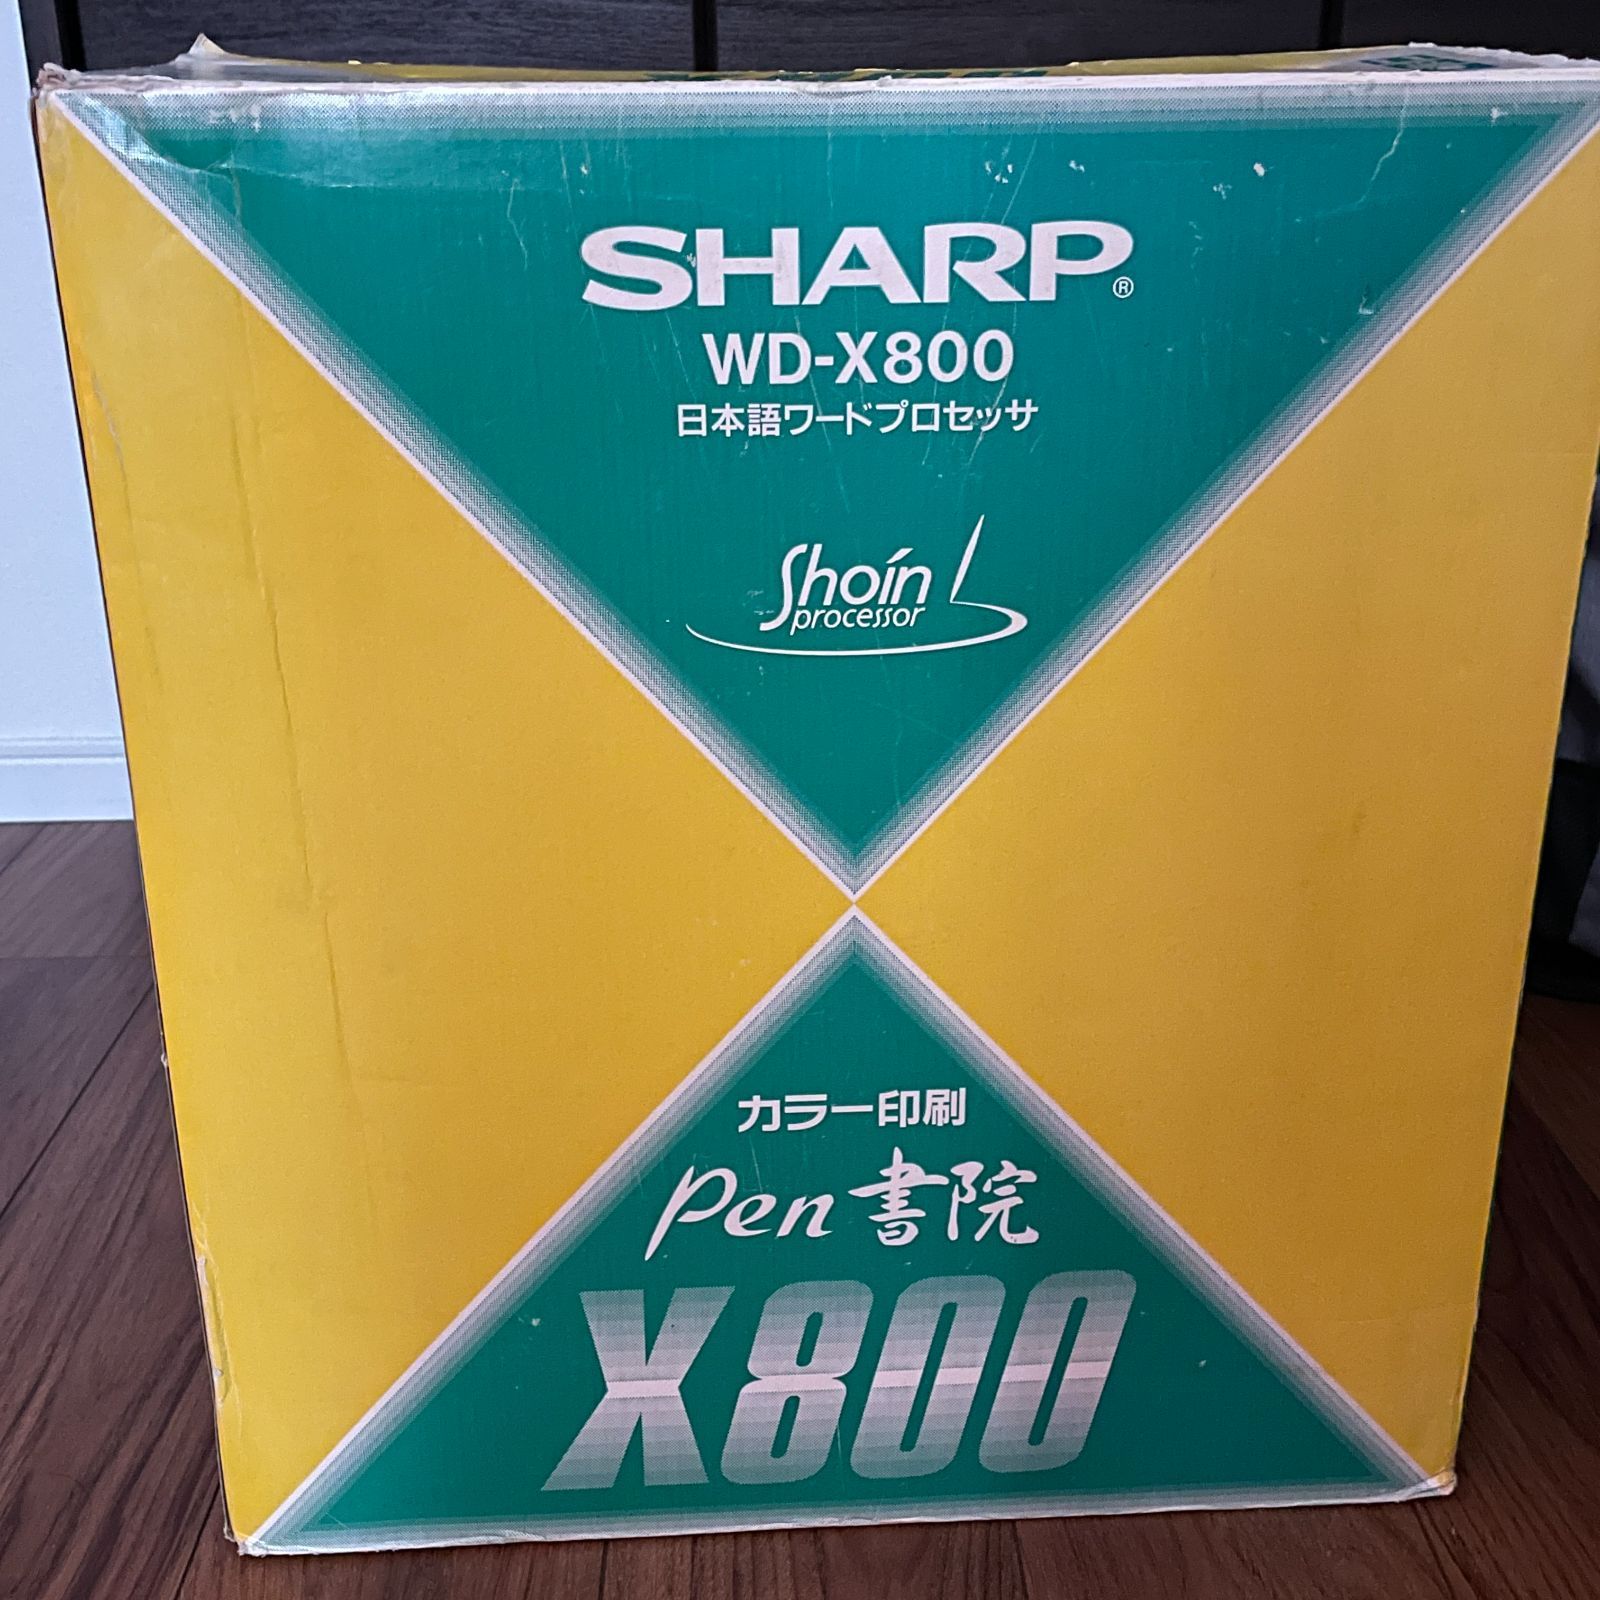 SHARP®
WD-X800
日本語ワードプロセッサ
Shoin
processor
カラー印刷
Pen書院
X800